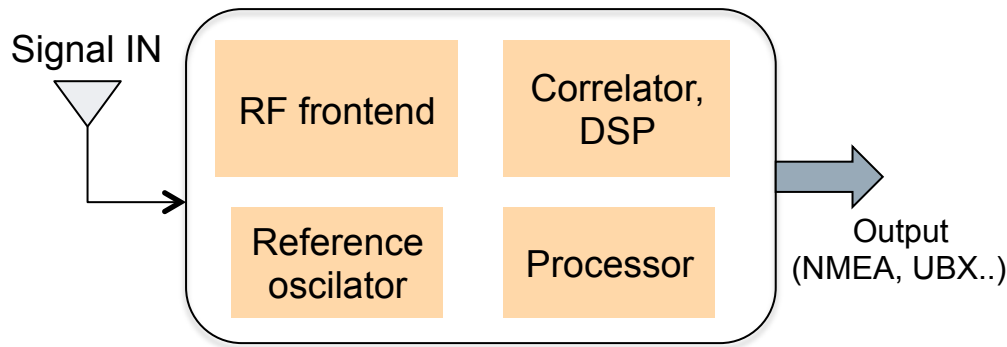 Signal IN
RF frontend
Correlator,
DSP
Reference
oscilator
Processor
Output
(NMEA, UBX..)